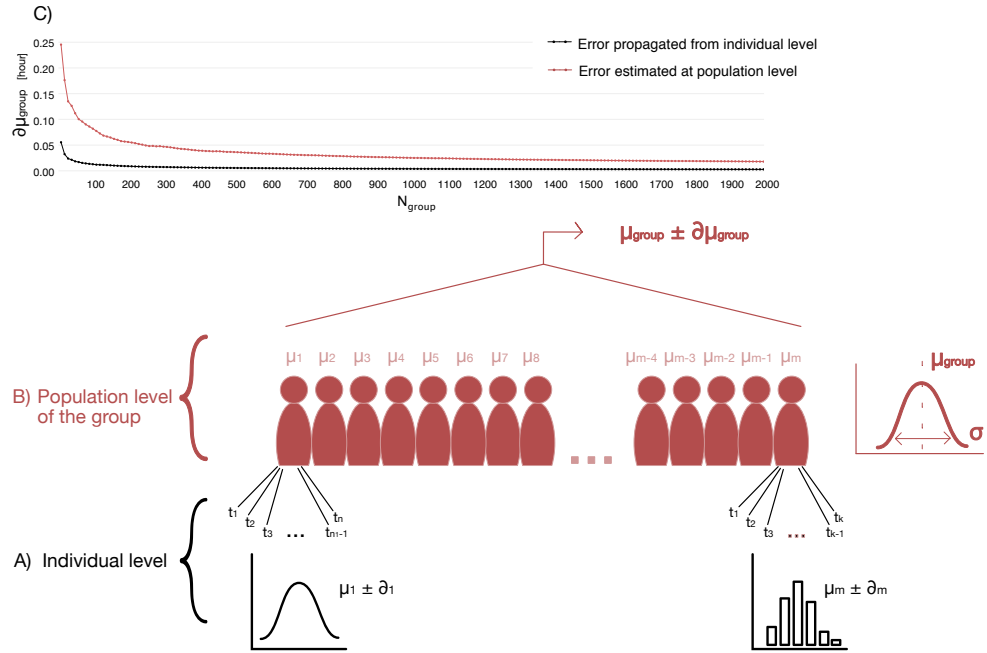 C)
Error propagated from individual level
Error estimated at population level
∂μgroup [hour]
0.25
0.20
0.15
0.10
0.05
0.00
100 200 300 400 500 600 700 800 900 1000 1100 1200 1300 1400 1500 1600 1700 1800 1900 2000
Ngroup
μgroup ± ∂μgroup
μ1 μ2 μ3 μ4 μ5 μ6 μ7 μ8 μm-4 μm-3 μm-2 μm-1 μm
B) Population level
of the group
μgroup
σ
t1 t2 t3 ... tn1-1 tn
t1 t2 t3 ... tk-1 tk
A) Individual level
μ1 ± ∂1
μm ± ∂m